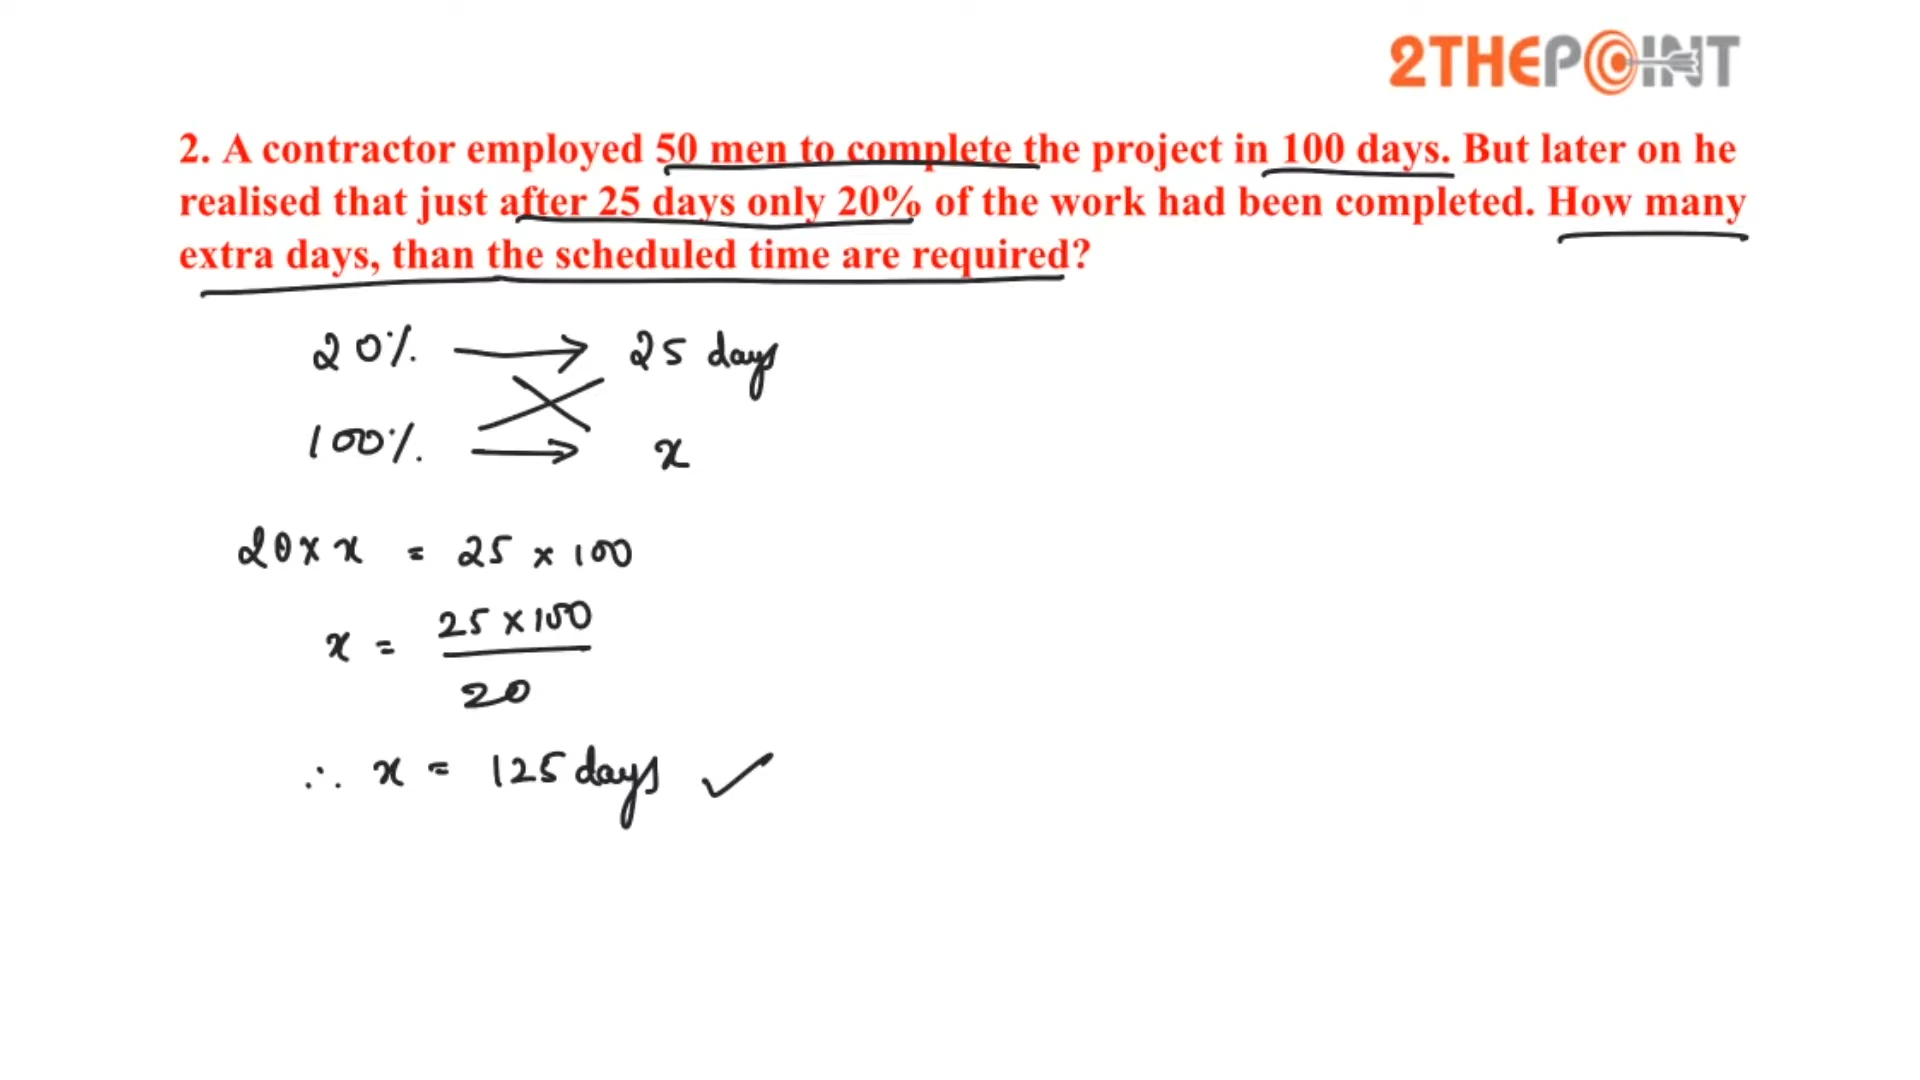 2THEPOINT
2. A contractor employed 50 men to complete the project in 100 days. But later on he
realised that just after 25 days only 20% of the work had been completed. How many
extra days, than the scheduled time are required?
20% → 25 days
100% → x
20 × x = 25 × 100
x = 25 × 100
20
∴ x = 125 days ✓